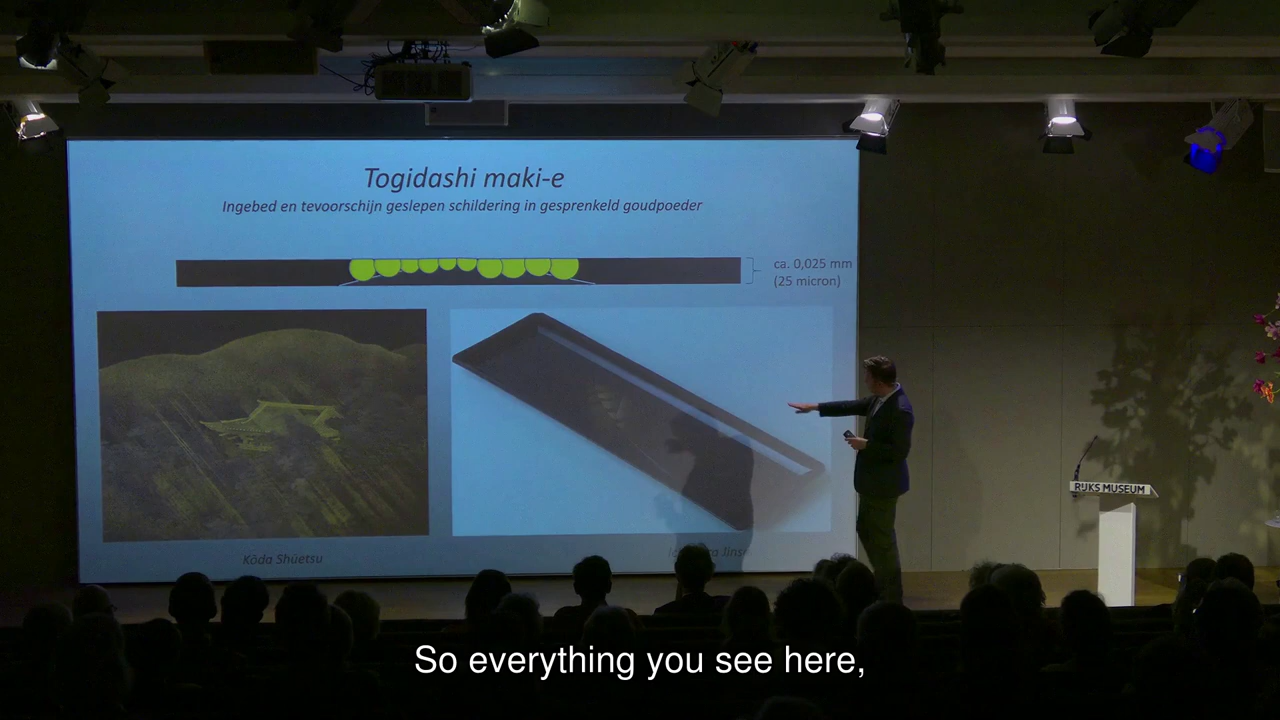 Togidashi maki-e
Ingebed en tevoorschijn geslepen schildering in gesprenkeld goudpoeder
ca. 0,025 mm
(25 micron)
Kōda Shūetsu
RIJKS MUSEUM
So everything you see here,